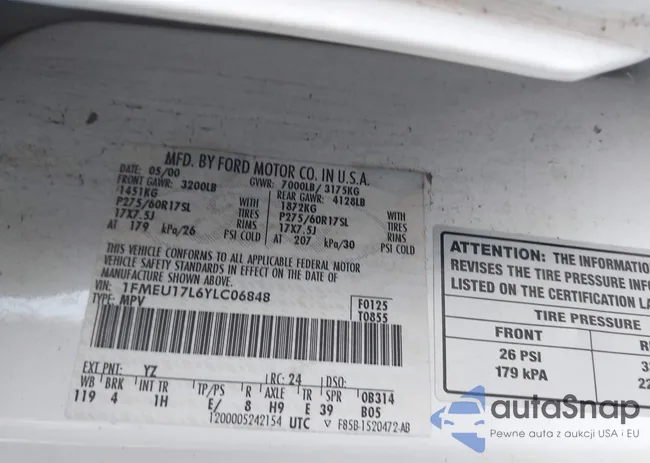 MFD. BY FORD MOTOR CO. IN U.S.A.
DATE: 05/00 GVWR: 7000LB/ 3175KG
FRONT GAWR: 3200LB REAR GAWR: 4128LB
1451KG WITH 1872KG WITH
P275/60R17SL TIRES P275/60R17SL TIRES
17X7.5J RIMS 17X7.5J RIMS
AT 179 kPa/26 PSI COLD AT 207 kPa/30 PSI COLD
THIS VEHICLE CONFORMS TO ALL APPLICABLE FEDERAL MOTOR
VEHICLE SAFETY STANDARDS IN EFFECT ON THE DATE OF
MANUFACTURE SHOWN ABOVE.
VIN: 1FMEU17L6YLC06848
TYPE: MPV
F0125
T0855
EXT PNT: YZ RC: 24 DSO:
WB BRK INT TR TP/PS R AXLE TR SPR 0B314
119 4 1H E/ 8 H9 E 39 B05
1200005242154 UTC ▽ F85B-1520472-AB
ATTENTION: THE INFORMATION
REVISES THE TIRE PRESSURE INFO
LISTED ON THE CERTIFICATION LA
TIRE PRESSURE
FRONT
26 PSI
179 kPA
autoSnap
Pewne auta z aukcji USA i EU